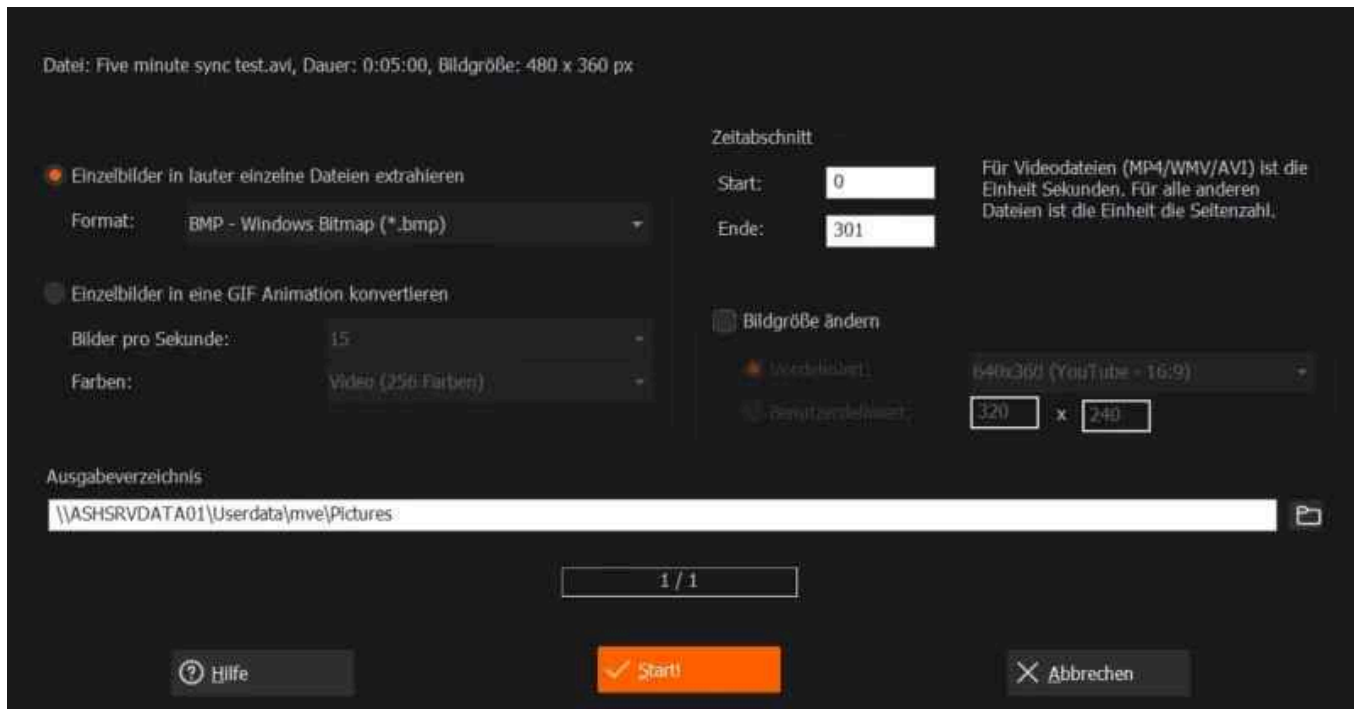 Datei: Five minute sync test.avi, Dauer: 0:05:00, Bildgröße: 480 x 360 px
Einzelbilder in lauter einzelne Dateien extrahieren
Format: BMP - Windows Bitmap (*.bmp)
Einzelbilder in eine GIF Animation konvertieren
Bilder pro Sekunde: 15
Farben: Video (256 Farben)
Zeitabschnitt
Start: 0
Ende: 301
Für Videodateien (MP4/WMV/AVI) ist die
Einheit Sekunden. Für alle anderen
Dateien ist die Einheit die Seitenzahl.
Bildgröße ändern
Vordefiniert: 640x360 (YouTube - 16:9)
Benutzerdefiniert: 320 x 240
Ausgabeverzeichnis
\\ASHSRVDATA01\Userdata\mve\Pictures
1 / 1
Hilfe
Start!
Abbrechen